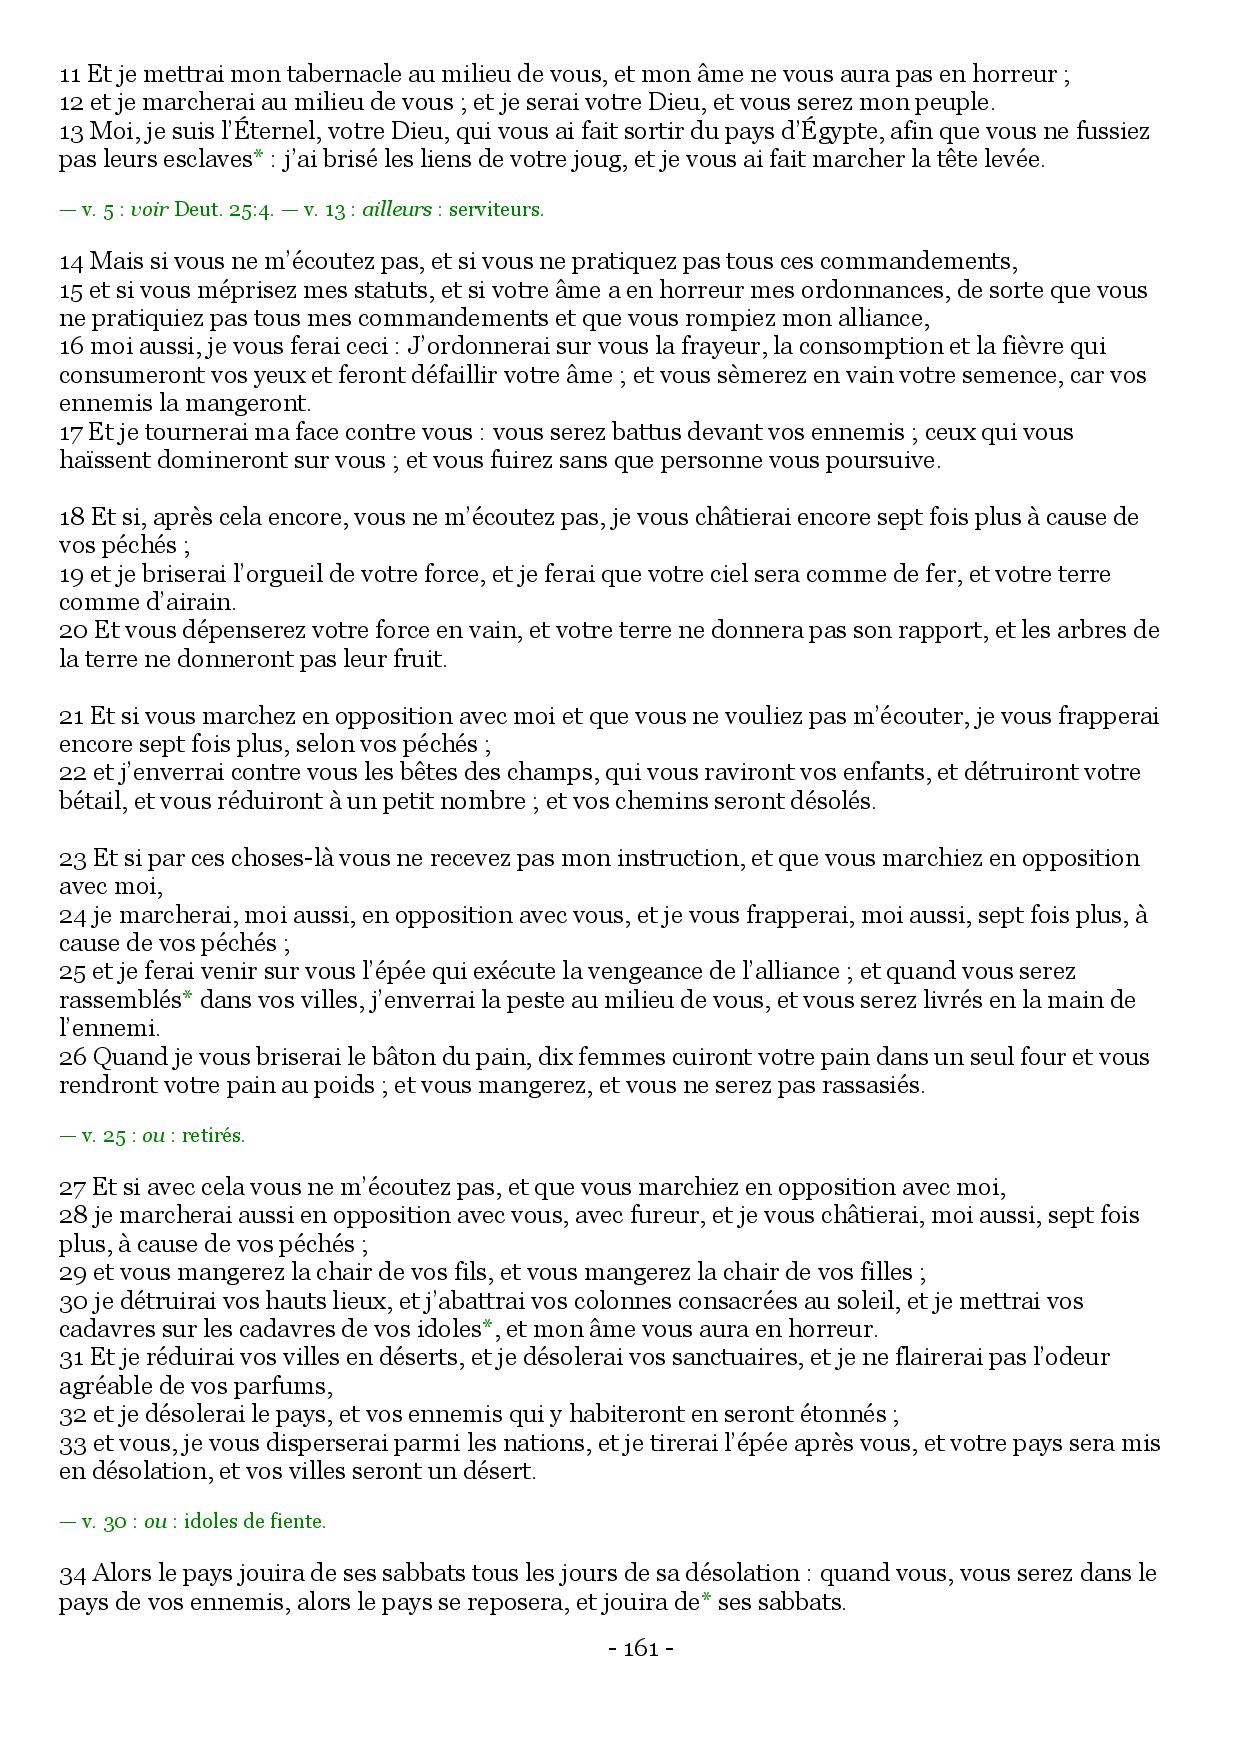 11 Et je mettrai mon tabernacle au milieu de vous, et mon âme ne vous aura pas en horreur ;
12 et je marcherai au milieu de vous ; et je serai votre Dieu, et vous serez mon peuple.
13 Moi, je suis l’Éternel, votre Dieu, qui vous ai fait sortir du pays d’Égypte, afin que vous ne fussiez
pas leurs esclaves* : j’ai brisé les liens de votre joug, et je vous ai fait marcher la tête levée.
— v. 5 : voir Deut. 25:4. — v. 13 : ailleurs : serviteurs.
14 Mais si vous ne m’écoutez pas, et si vous ne pratiquez pas tous ces commandements,
15 et si vous méprisez mes statuts, et si votre âme a en horreur mes ordonnances, de sorte que vous
ne pratiquiez pas tous mes commandements et que vous rompiez mon alliance,
16 moi aussi, je vous ferai ceci : J’ordonnerai sur vous la frayeur, la consomption et la fièvre qui
consumeront vos yeux et feront défaillir votre âme ; et vous sèmerez en vain votre semence, car vos
ennemis la mangeront.
17 Et je tournerai ma face contre vous : vous serez battus devant vos ennemis ; ceux qui vous
haïssent domineront sur vous ; et vous fuirez sans que personne vous poursuive.
18 Et si, après cela encore, vous ne m’écoutez pas, je vous châtierai encore sept fois plus à cause de
vos péchés ;
19 et je briserai l’orgueil de votre force, et je ferai que votre ciel sera comme de fer, et votre terre
comme d’airain.
20 Et vous dépenserez votre force en vain, et votre terre ne donnera pas son rapport, et les arbres de
la terre ne donneront pas leur fruit.
21 Et si vous marchez en opposition avec moi et que vous ne vouliez pas m’écouter, je vous frapperai
encore sept fois plus, selon vos péchés ;
22 et j’enverrai contre vous les bêtes des champs, qui vous raviront vos enfants, et détruiront votre
bétail, et vous réduiront à un petit nombre ; et vos chemins seront désolés.
23 Et si par ces choses-là vous ne recevez pas mon instruction, et que vous marchiez en opposition
avec moi,
24 je marcherai, moi aussi, en opposition avec vous, et je vous frapperai, moi aussi, sept fois plus, à
cause de vos péchés ;
25 et je ferai venir sur vous l’épée qui exécute la vengeance de l’alliance ; et quand vous serez
rassemblés* dans vos villes, j’enverrai la peste au milieu de vous, et vous serez livrés en la main de
l’ennemi.
26 Quand je vous briserai le bâton du pain, dix femmes cuiront votre pain dans un seul four et vous
rendront votre pain au poids ; et vous mangerez, et vous ne serez pas rassasiés.
— v. 25 : ou : retirés.
27 Et si avec cela vous ne m’écoutez pas, et que vous marchiez en opposition avec moi,
28 je marcherai aussi en opposition avec vous, avec fureur, et je vous châtierai, moi aussi, sept fois
plus, à cause de vos péchés ;
29 et vous mangerez la chair de vos fils, et vous mangerez la chair de vos filles ;
30 je détruirai vos hauts lieux, et j’abattrai vos colonnes consacrées au soleil, et je mettrai vos
cadavres sur les cadavres de vos idoles*, et mon âme vous aura en horreur.
31 Et je réduirai vos villes en déserts, et je désolerai vos sanctuaires, et je ne flairerai pas l’odeur
agréable de vos parfums,
32 et je désolerai le pays, et vos ennemis qui y habiteront en seront étonnés ;
33 et vous, je vous disperserai parmi les nations, et je tirerai l’épée après vous, et votre pays sera mis
en désolation, et vos villes seront un désert.
— v. 30 : ou : idoles de fiente.
34 Alors le pays jouira de ses sabbats tous les jours de sa désolation : quand vous, vous serez dans le
pays de vos ennemis, alors le pays se reposera, et jouira de* ses sabbats.
- 161 -